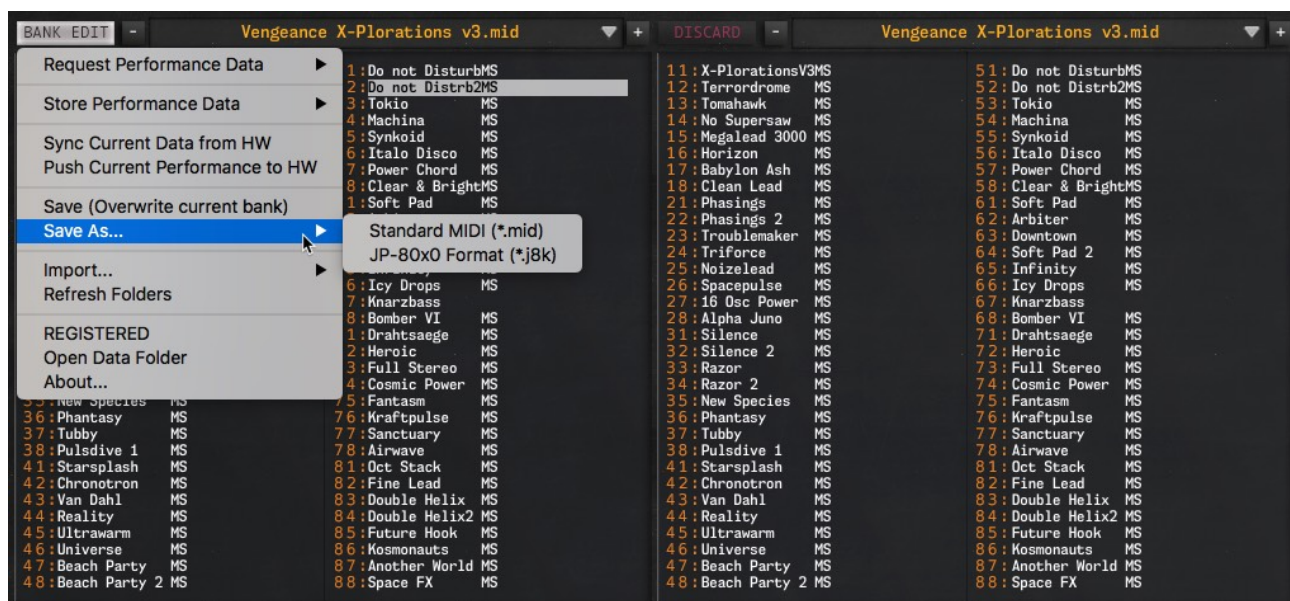 BANK EDIT - Vengeance X-Plorations v3.mid +
Request Performance Data
Store Performance Data
Sync Current Data from HW
Push Current Performance to HW
Save (Overwrite current bank)
Save As...
Import...
Refresh Folders
REGISTERED
Open Data Folder
About...
Standard MIDI (*.mid)
JP-80x0 Format (*.j8k)
35:New Species MS
36:Phantasy MS
37:Tubby MS
38:Pulsdive 1 MS
41:Starsplash MS
42:Chronotron MS
43:Van Dahl MS
44:Reality MS
45:Ultrawarm MS
46:Universe MS
47:Beach Party MS
48:Beach Party 2 MS
1:Do not DisturbMS
2:Do not Distrb2MS
3:Tokio MS
4:Machina MS
5:Synkoid MS
6:Italo Disco MS
7:Power Chord MS
8:Clear & BrightMS
1:Soft Pad MS
6:Icy Drops MS
7:Knarzbass
8:Bomber VI MS
1:Drahtsaege MS
2:Heroic MS
3:Full Stereo MS
4:Cosmic Power MS
75:Fantasm MS
76:Kraftpulse MS
77:Sanctuary MS
78:Airwave MS
81:Oct Stack MS
82:Fine Lead MS
83:Double Helix MS
84:Double Helix2 MS
85:Future Hook MS
86:Kosmonauts MS
87:Another World MS
88:Space FX MS
DISCARD - Vengeance X-Plorations v3.mid +
11:X-PlorationsV3MS
12:Terrordrome MS
13:Tomahawk MS
14:No Supersaw MS
15:Megalead 3000 MS
16:Horizon MS
17:Babylon Ash MS
18:Clean Lead MS
21:Phasings MS
22:Phasings 2 MS
23:Troublemaker MS
24:Triforce MS
25:Noizelead MS
26:Spacepulse MS
27:16 Osc Power MS
28:Alpha Juno MS
31:Silence MS
32:Silence 2 MS
33:Razor MS
34:Razor 2 MS
35:New Species MS
36:Phantasy MS
37:Tubby MS
38:Pulsdive 1 MS
41:Starsplash MS
42:Chronotron MS
43:Van Dahl MS
44:Reality MS
45:Ultrawarm MS
46:Universe MS
47:Beach Party MS
48:Beach Party 2 MS
51:Do not DisturbMS
52:Do not Distrb2MS
53:Tokio MS
54:Machina MS
55:Synkoid MS
56:Italo Disco MS
57:Power Chord MS
58:Clear & BrightMS
61:Soft Pad MS
62:Arbiter MS
63:Downtown MS
64:Soft Pad 2 MS
65:Infinity MS
66:Icy Drops MS
67:Knarzbass
68:Bomber VI MS
71:Drahtsaege MS
72:Heroic MS
73:Full Stereo MS
74:Cosmic Power MS
75:Fantasm MS
76:Kraftpulse MS
77:Sanctuary MS
78:Airwave MS
81:Oct Stack MS
82:Fine Lead MS
83:Double Helix MS
84:Double Helix2 MS
85:Future Hook MS
86:Kosmonauts MS
87:Another World MS
88:Space FX MS